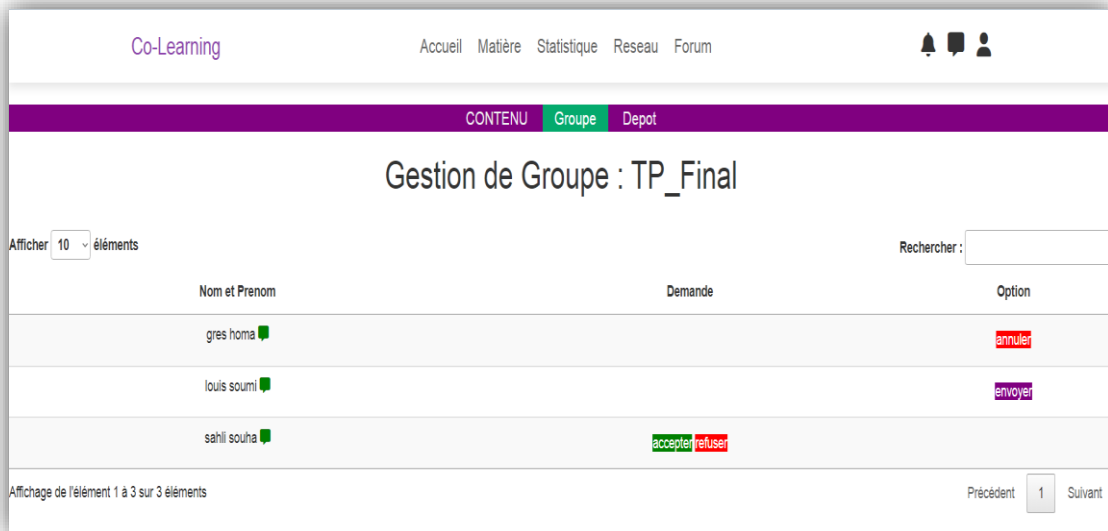 Co-Learning Accueil Matière Statistique Reseau Forum
CONTENU Groupe Depot
Gestion de Groupe : TP_Final
Afficher 10 éléments Rechercher :
Nom et Prenom Demande Option
gres homa annuler
louis soumi envoyer
sahli souha accepter refuser
Affichage de l'élément 1 à 3 sur 3 éléments Précédent 1 Suivant